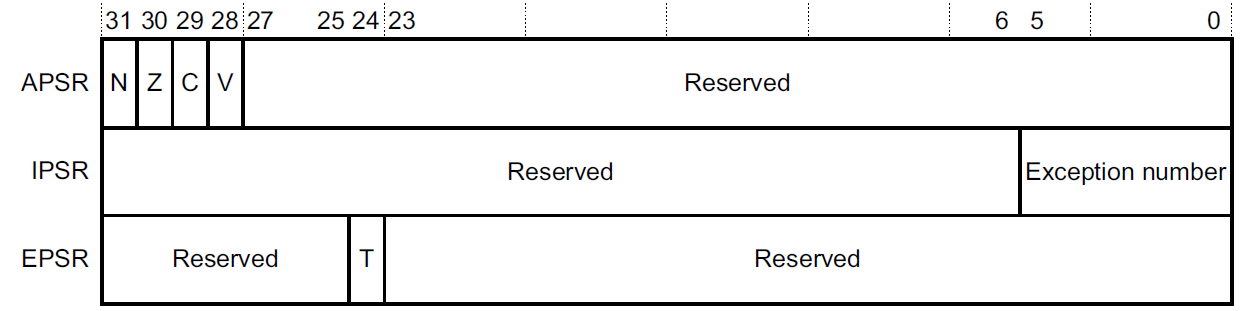 31 30 29 28 27 25 24 23 6 5 0
APSR N Z C V Reserved
IPSR Reserved Exception number
EPSR Reserved T Reserved